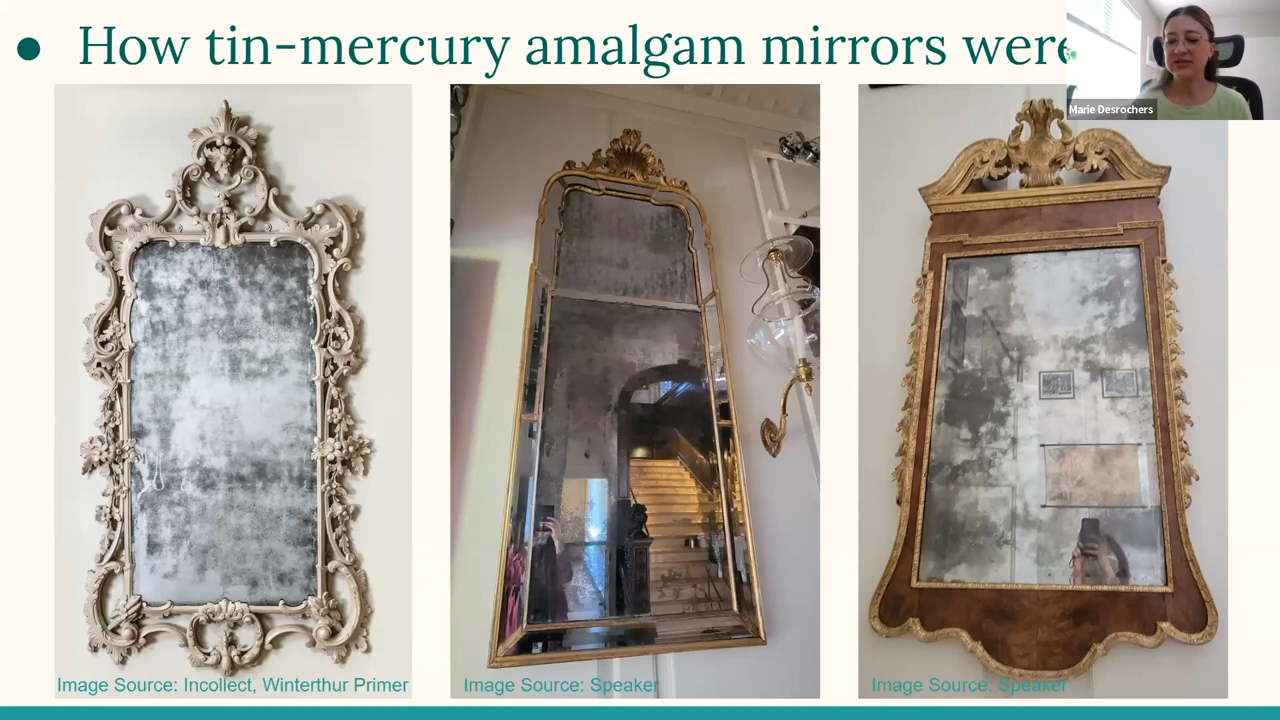 • How tin-mercury amalgam mirrors were
Marie Desrochers
Image Source: Incollect, Winterthur Primer
Image Source: Speaker
Image Source: Speaker